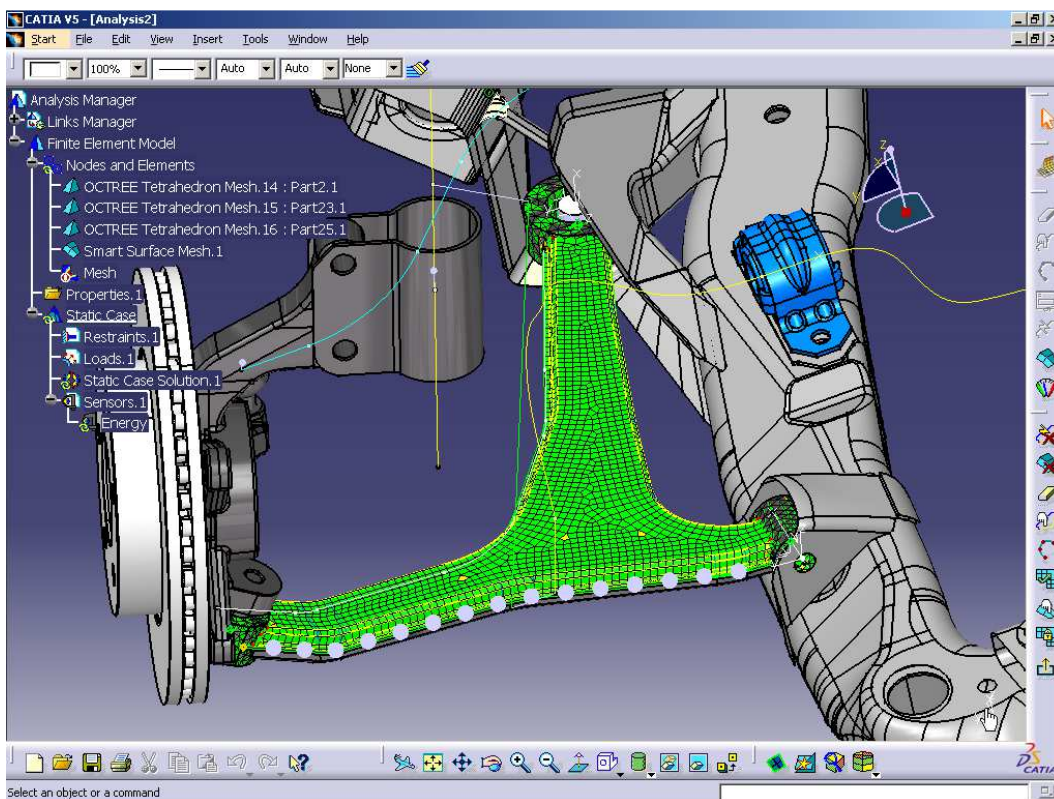 CATIA V5 - [Analysis2]
Start File Edit View Insert Tools Window Help
100% Auto Auto None
Analysis Manager
Links Manager
Finite Element Model
Nodes and Elements
OCTREE Tetrahedron Mesh.14 : Part2.1
OCTREE Tetrahedron Mesh.15 : Part23.1
OCTREE Tetrahedron Mesh.16 : Part25.1
Smart Surface Mesh.1
Mesh
Properties.1
Static Case
Restraints.1
Loads.1
Static Case Solution.1
Sensors.1
Energy
CATIA
Select an object or a command